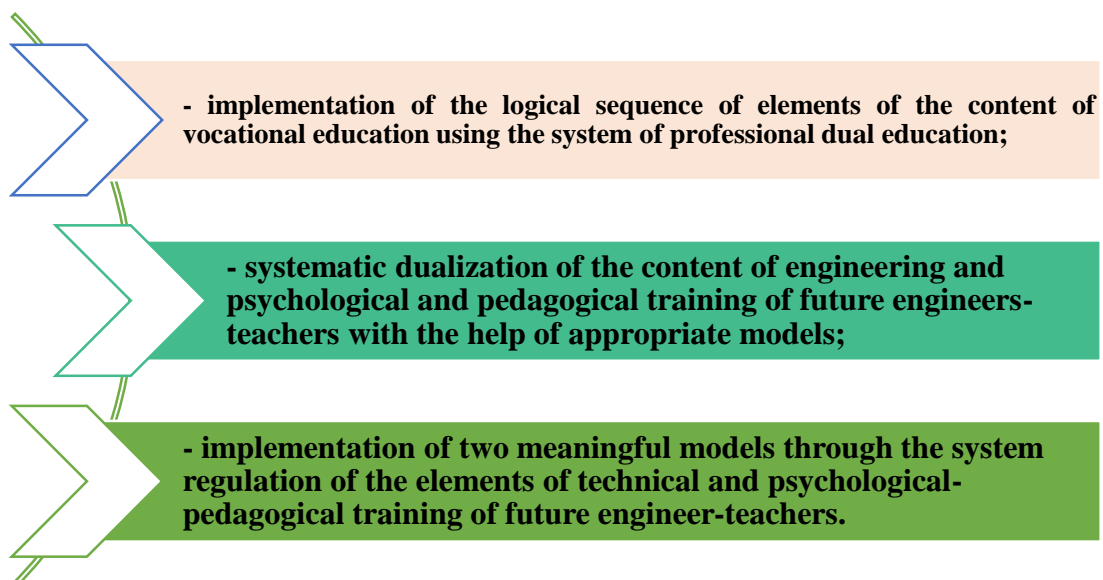 - implementation of the logical sequence of elements of the content of
vocational education using the system of professional dual education;
- systematic dualization of the content of engineering and
psychological and pedagogical training of future engineers-
teachers with the help of appropriate models;
- implementation of two meaningful models through the system
regulation of the elements of technical and psychological-
pedagogical training of future engineer-teachers.